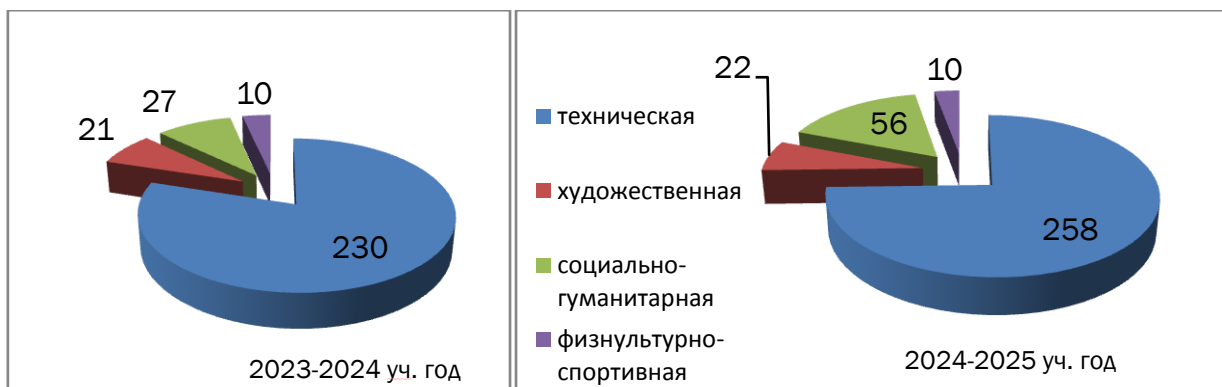 10
27
21
230
2023-2024 уч. год
техническая
художественная
социально-
гуманитарная
физнультурно-
спортивная
10
22
56
258
2024-2025 уч. год